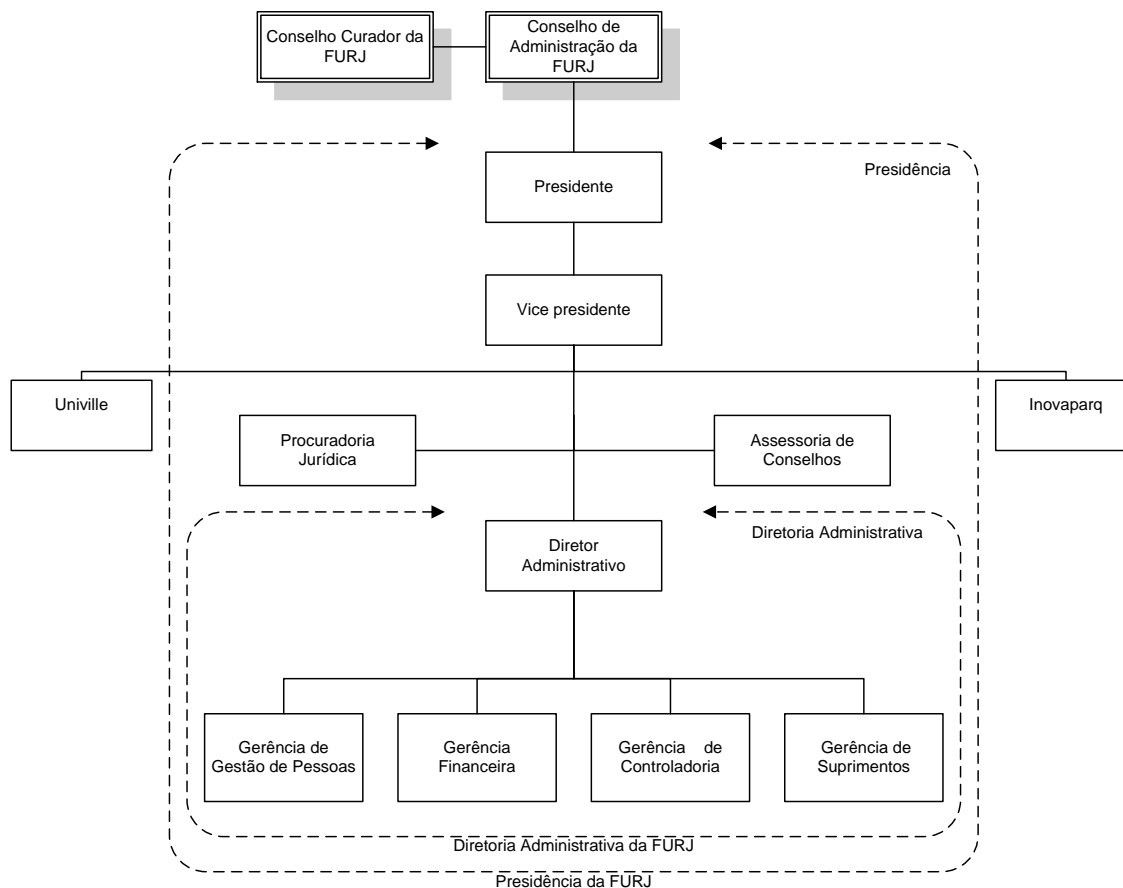 Conselho Curador da
FURJ
Conselho de
Administração da
FURJ
Presidência
Presidente
Vice presidente
Univille
Inovaparq
Procuradoria
Jurídica
Assessoria de
Conselhos
Diretoria Administrativa
Diretor
Administrativo
Gerência de
Gestão de Pessoas
Gerência
Financeira
Gerência de
Controladoria
Gerência de
Suprimentos
Diretoria Administrativa da FURJ
Presidência da FURJ